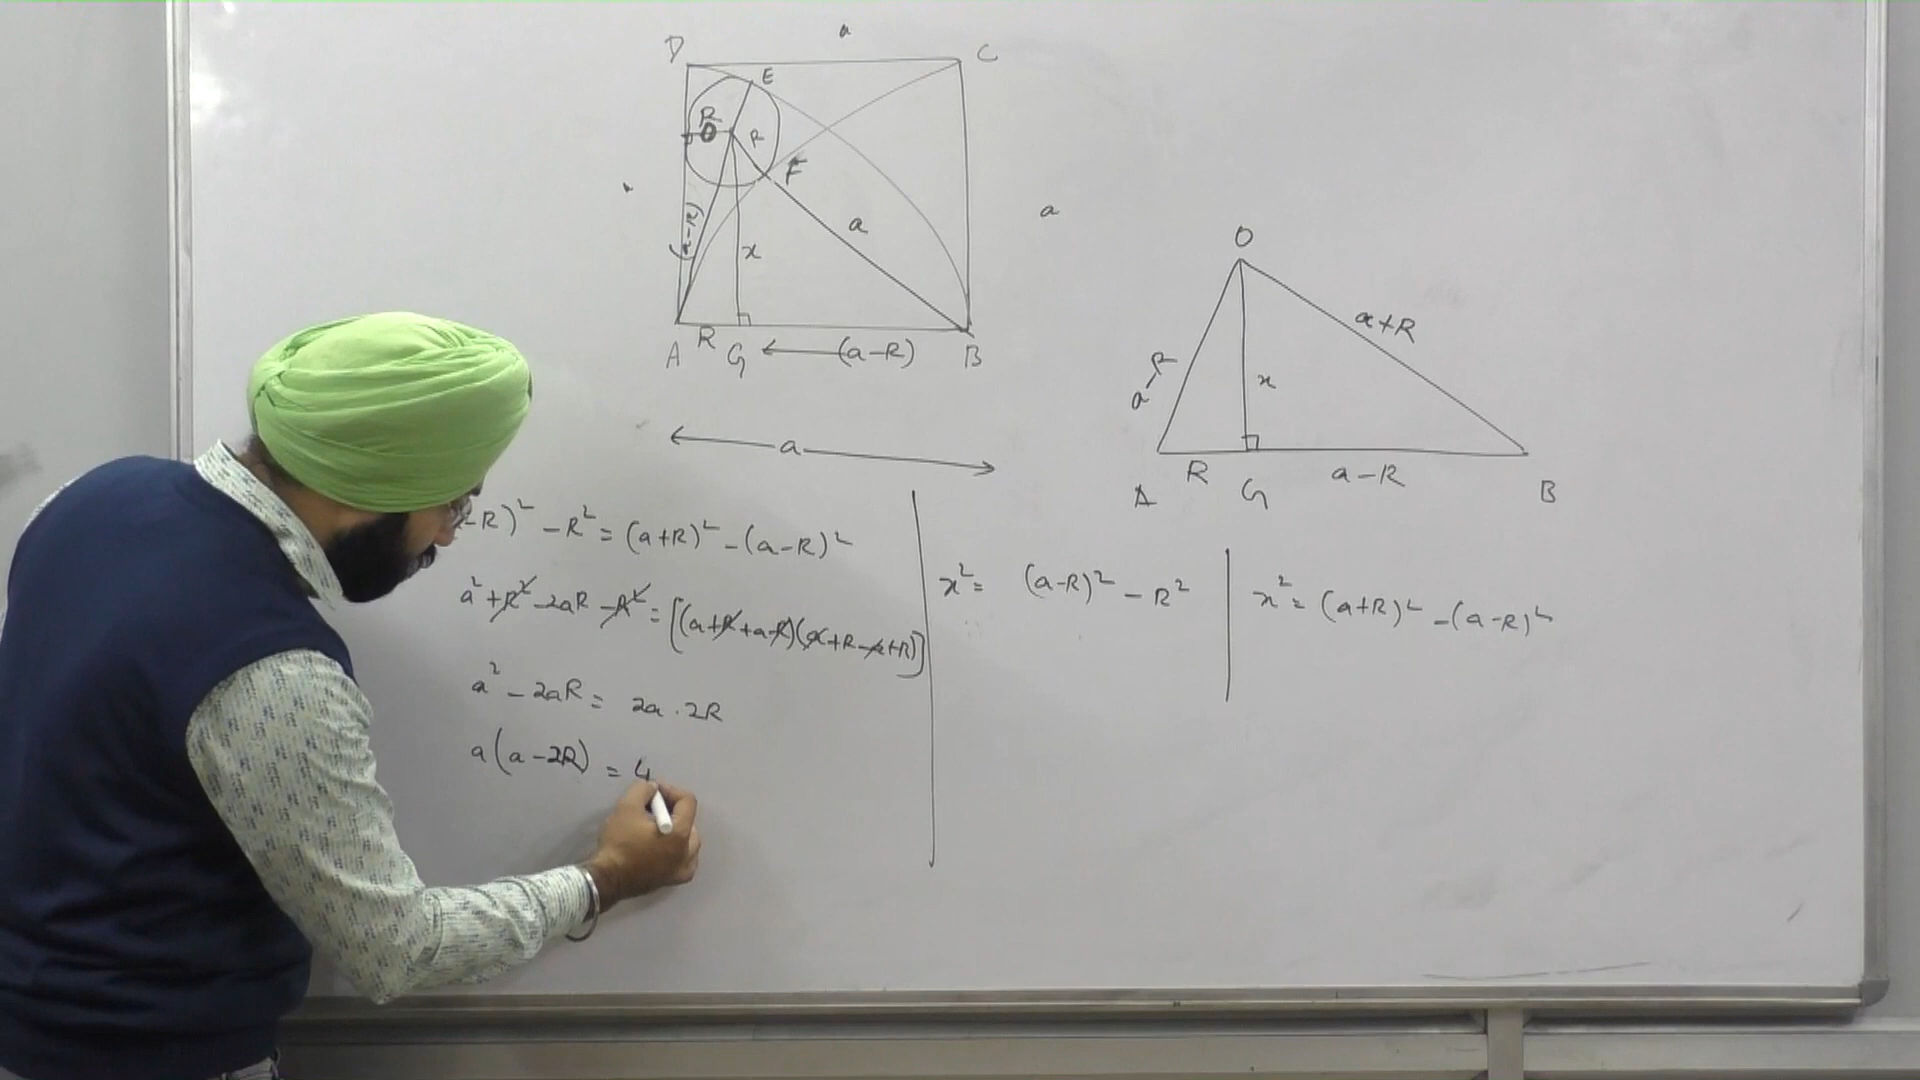 a
D
C
E
R
O
R
F
a
(a-R)
x
a
A
R
G
(a-R)
B
a
O
a+R
a-R
x
R
a-R
A
G
B
-R)² - R² = (a+R)² - (a-R)²
a² + R² - 2aR - R² = [(a+R+a-R)(a+R-a+R)]
a² - 2aR = 2a . 2R
a(a-2R) = 4
x² = (a-R)² - R²
x² = (a+R)² - (a-R)²